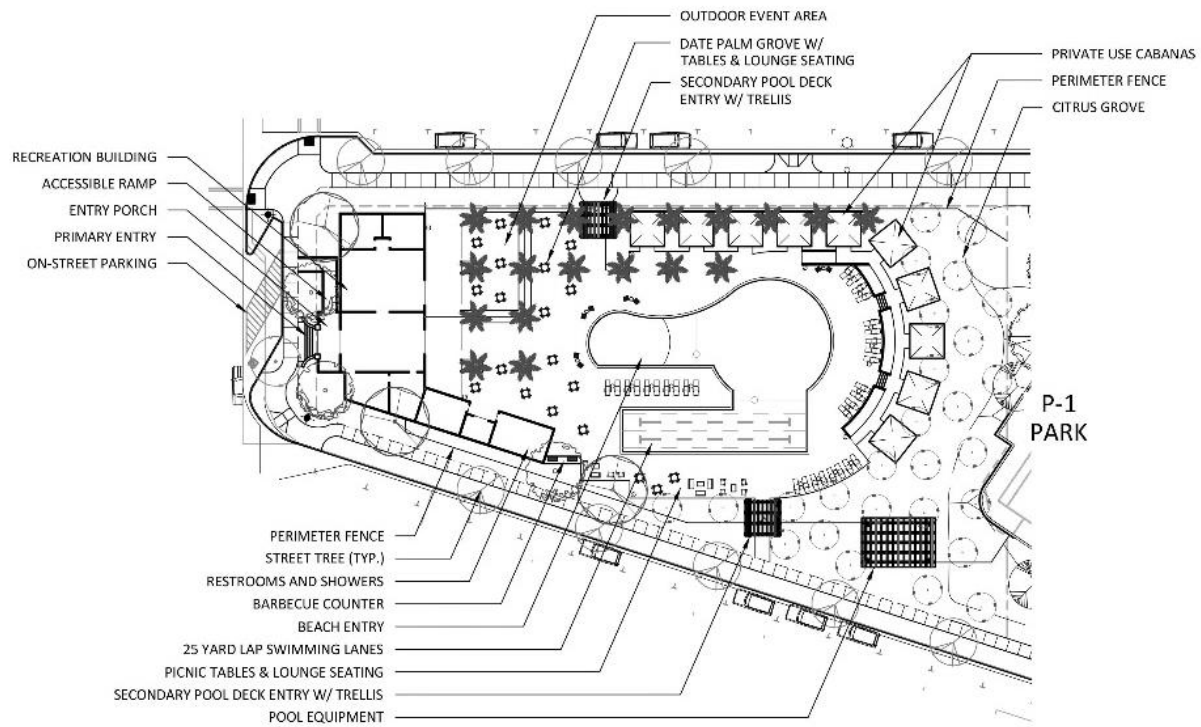 OUTDOOR EVENT AREA
DATE PALM GROVE W/
TABLES & LOUNGE SEATING
SECONDARY POOL DECK
ENTRY W/ TRELIIS
PRIVATE USE CABANAS
PERIMETER FENCE
CITRUS GROVE
RECREATION BUILDING
ACCESSIBLE RAMP
ENTRY PORCH
PRIMARY ENTRY
ON-STREET PARKING
P-1
PARK
PERIMETER FENCE
STREET TREE (TYP.)
RESTROOMS AND SHOWERS
BARBECUE COUNTER
BEACH ENTRY
25 YARD LAP SWIMMING LANES
PICNIC TABLES & LOUNGE SEATING
SECONDARY POOL DECK ENTRY W/ TRELLIS
POOL EQUIPMENT